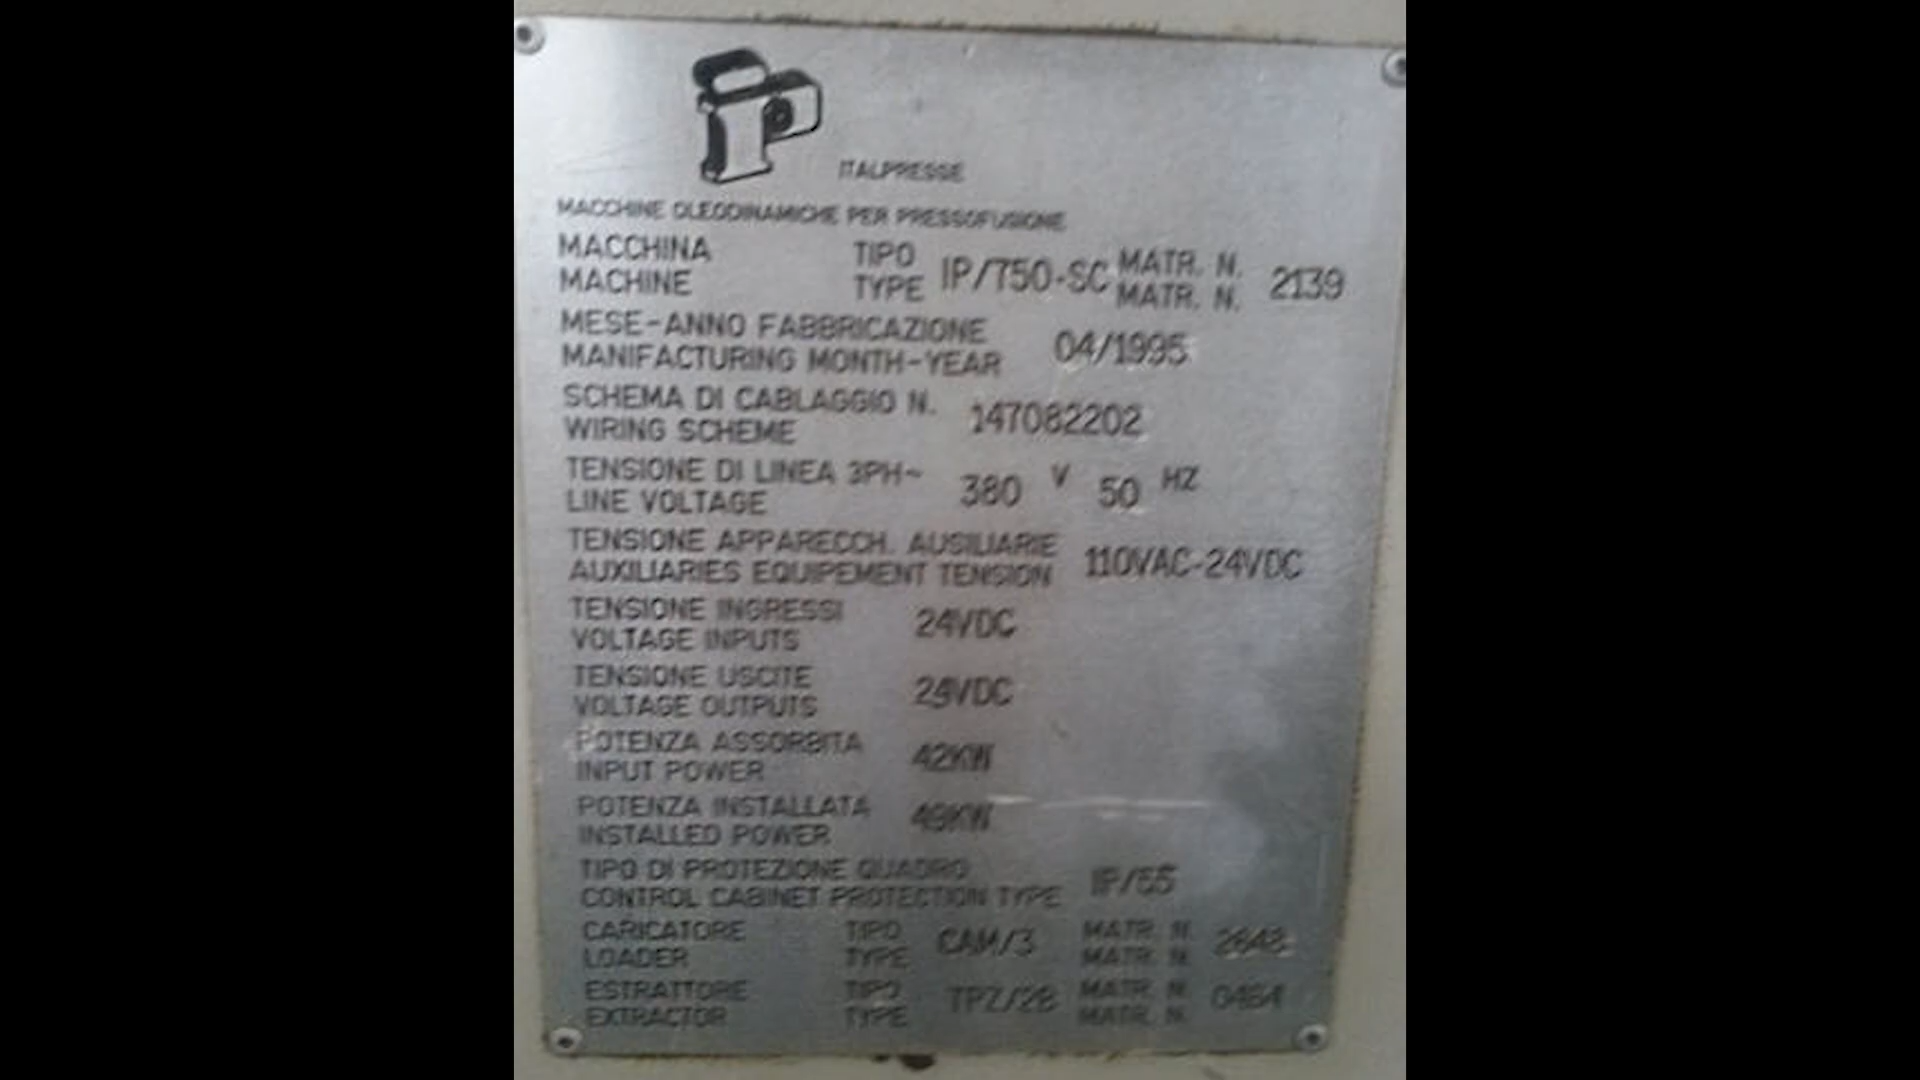 ITALPRESSE
MACCHINE OLEODINAMICHE PER PRESSOFUSIONE
MACCHINA TIPO MATR. N.
MACHINE TYPE IP/750-SC MATR. N. 2139
MESE-ANNO FABBRICAZIONE
MANIFACTURING MONTH-YEAR 04/1995
SCHEMA DI CABLAGGIO N. 147082202
WIRING SCHEME
TENSIONE DI LINEA 3PH~ 380 V 50 HZ
LINE VOLTAGE
TENSIONE APPARECCH. AUSILIARIE 110VAC-24VDC
AUXILIARIES EQUIPEMENT TENSION
TENSIONE INGRESSI 24VDC
VOLTAGE INPUTS
TENSIONE USCITE 24VDC
VOLTAGE OUTPUTS
POTENZA ASSORBITA 42KW
INPUT POWER
POTENZA INSTALLATA 49KW
INSTALLED POWER
TIPO DI PROTEZIONE QUADRO IP/55
CONTROL CABINET PROTECTION TYPE
CARICATORE TIPO CAM/3 MATR. N.
LOADER TYPE MATR. N.
ESTRATTORE TIPO MATR. N.
EXTRACTOR TYPE MATR. N.